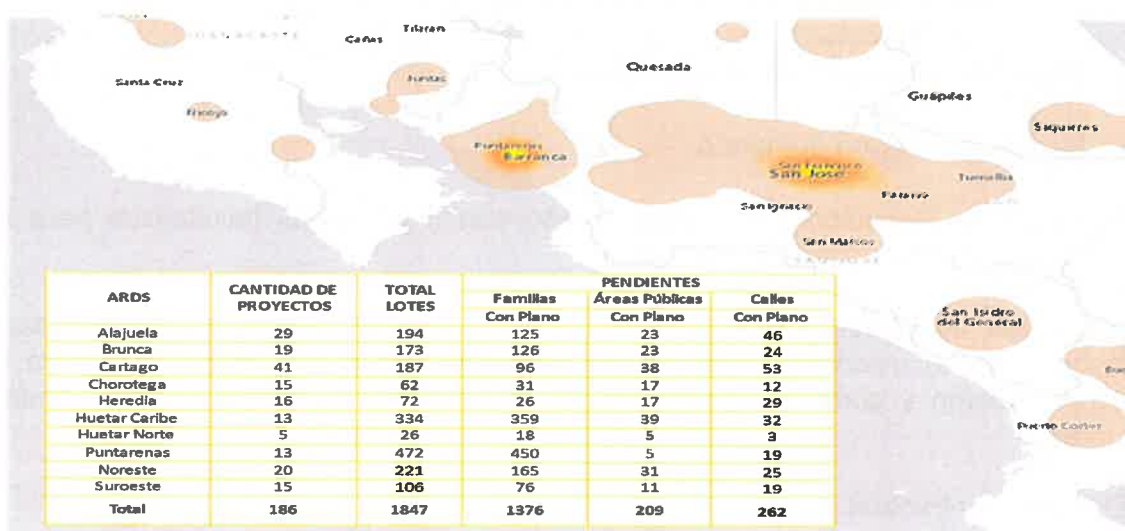 Tilaran
Cañas
Quesada
Juntas
Santa Cruz
Guápiles
Nicoya
Siquirres
Puntarenas
Barranca
San Francisco
San José
Turrialba
Paraíso
San Ignacio
San Marcos
ARDS CANTIDAD DE PROYECTOS TOTAL LOTES PENDIENTES
Familias Áreas Públicas Calles
Con Plano Con Plano Con Plano
Alajuela 29 194 125 23 46
Brunca 19 173 126 23 24
Cartago 41 187 96 38 53
Chorotega 15 62 31 17 12
Heredia 16 72 26 17 29
Huetar Caribe 13 334 359 39 32
Huetar Norte 5 26 18 5 3
Puntarenas 13 472 450 5 19
Noreste 20 221 165 31 25
Suroeste 15 106 76 11 19
Total 186 1847 1376 209 262
San Isidro
del General
Puerto Cortés